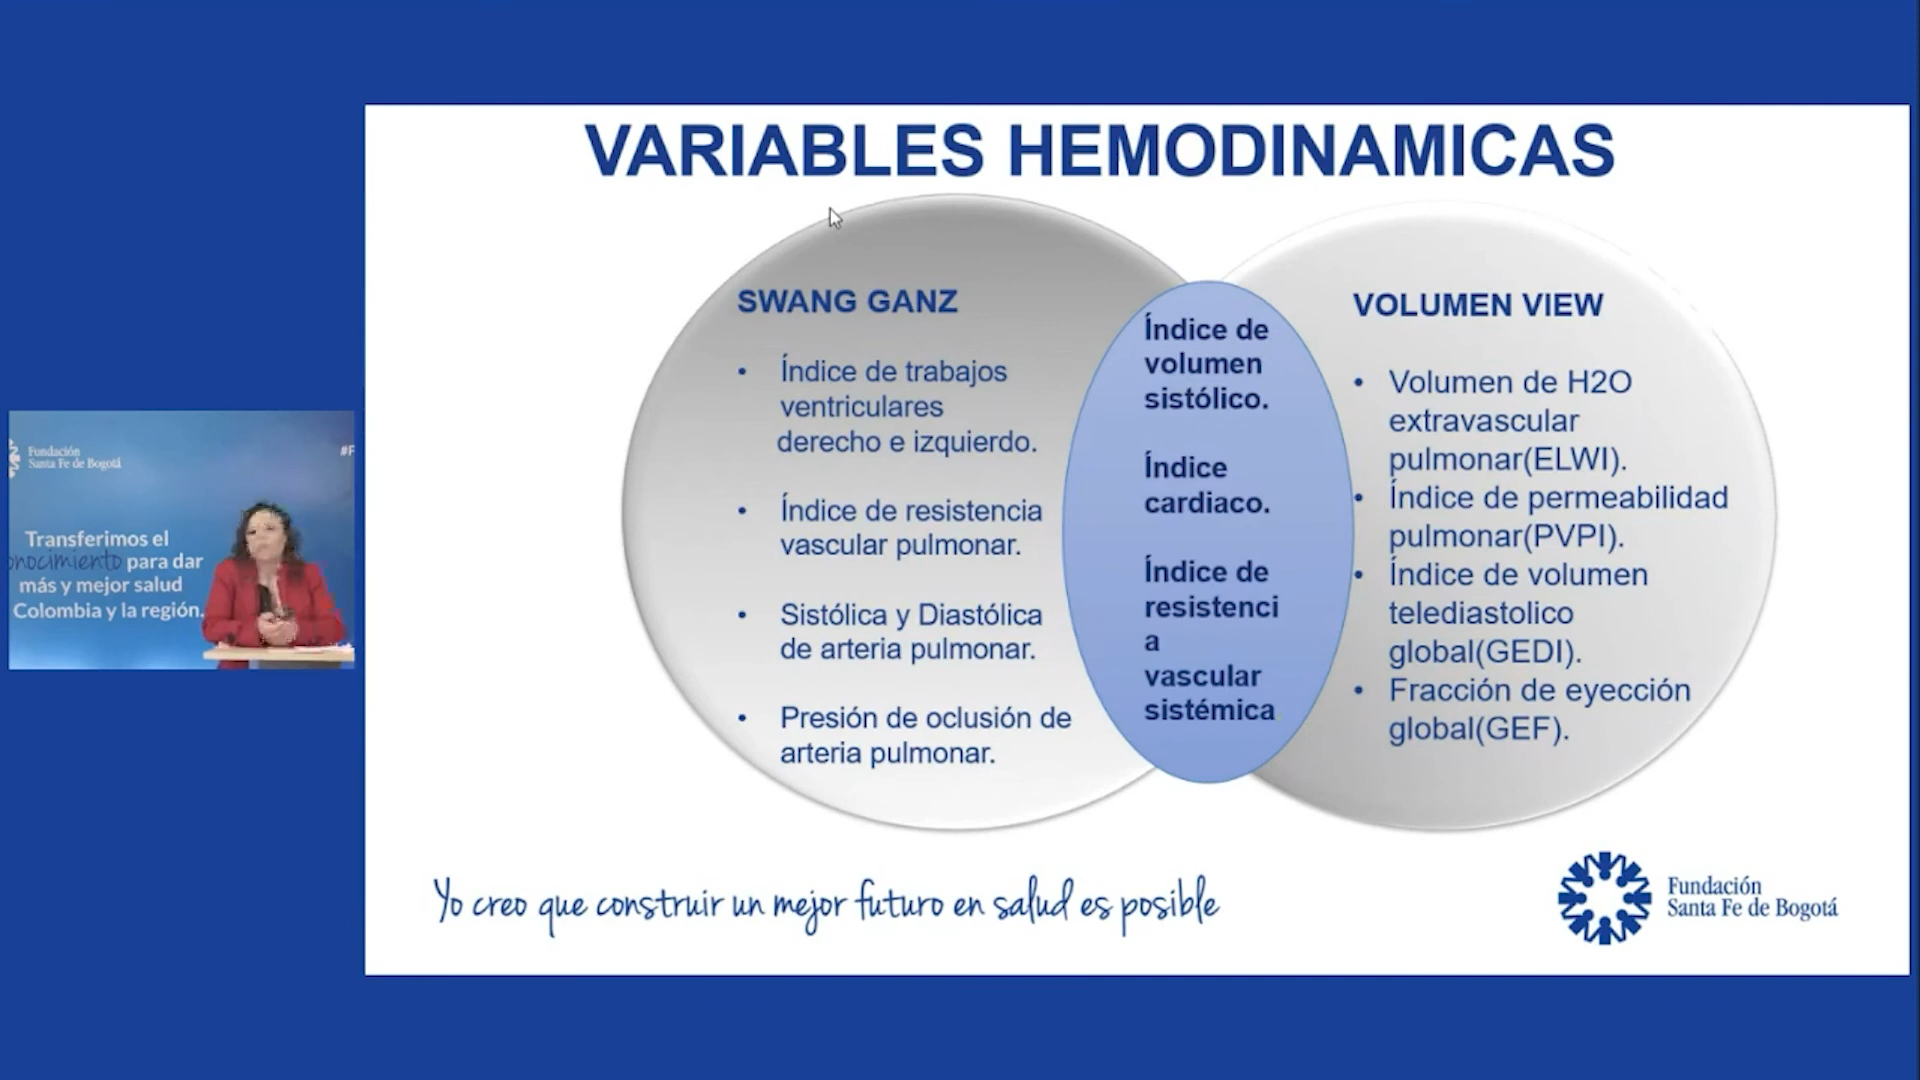 VARIABLES HEMODINAMICAS
SWANG GANZ
• Índice de trabajos
ventriculares
derecho e izquierdo.
• Índice de resistencia
vascular pulmonar.
• Sistólica y Diastólica
de arteria pulmonar.
• Presión de oclusión de
arteria pulmonar.
Índice de
volumen
sistólico.
Índice
cardiaco.
Índice de
resistenci
a
vascular
sistémica.
VOLUMEN VIEW
• Volumen de H2O
extravascular
pulmonar(ELWI).
• Índice de permeabilidad
pulmonar(PVPI).
• Índice de volumen
telediastolico
global(GEDI).
• Fracción de eyección
global(GEF).
Yo creo que construir un mejor futuro en salud es posible
Fundación
Santa Fe de Bogotá
Fundación
Santa Fe de Bogotá
#F
Transferimos el
onocimiento para dar
más y mejor salud
Colombia y la región.